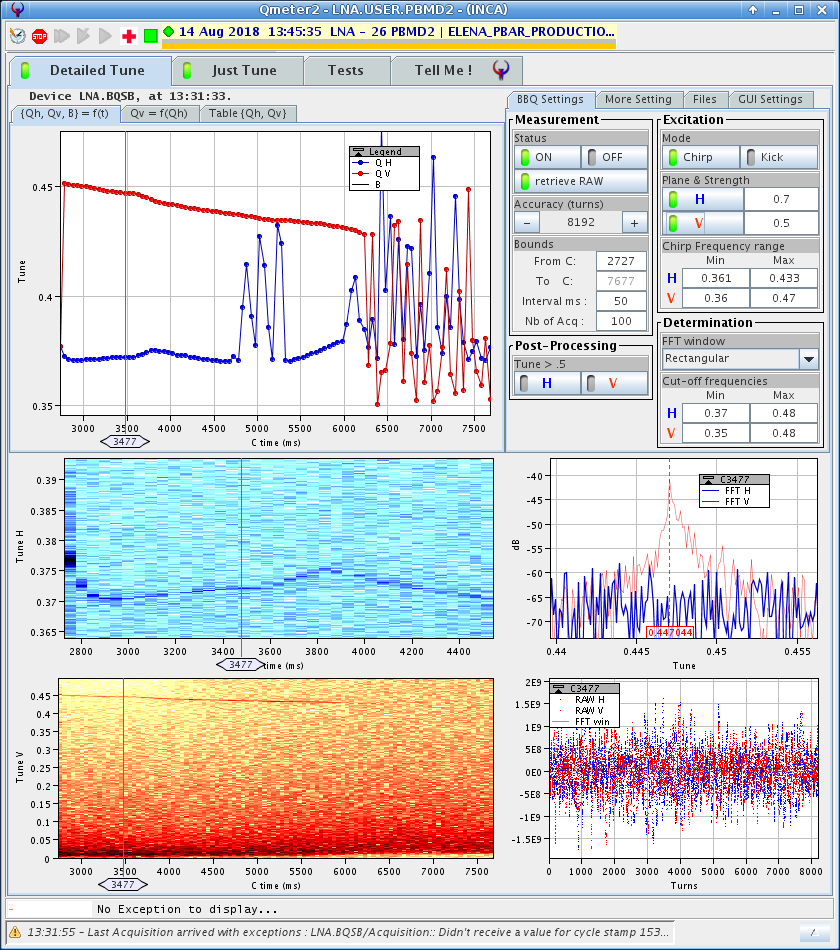 Qmeter2 - LNA.USER.PBMD2 - (INCA)
STOP
14 Aug 2018 13:45:35 LNA - 26 PBMD2 | ELENA_PBAR_PRODUCTIO...
Detailed Tune
Just Tune
Tests
Tell Me !
Device LNA.BQSB, at 13:31:33.
{Qh, Qv, B} = f(t)
Qv = f(Qh)
Table {Qh, Qv}
Legend
Q H
Q V
B
Tune
0.45
0.4
0.35
3000 3500 4000 4500 5000 5500 6000 6500 7000 7500
3477
C time (ms)
BBQ Settings
More Setting
Files
GUI Settings
Measurement
Status
ON
OFF
retrieve RAW
Accuracy (turns)
− 8192 +
Bounds
From C: 2727
To C: 7677
Interval ms : 50
Nb of Acq : 100
Post-Processing
Tune > .5
H
V
Excitation
Mode
Chirp
Kick
Plane & Strength
H 0.7
V 0.5
Chirp Frequency range
Min Max
H 0.361 0.433
V 0.36 0.47
Determination
FFT window
Rectangular
Cut-off frequencies
Min Max
H 0.37 0.48
V 0.35 0.48
Tune H
0.39
0.385
0.38
0.375
0.37
0.365
2800 3000 3200 3400 3600 3800 4000 4200 4400
3477
time (ms)
dB
-40
-45
-50
-55
-60
-65
-70
C3477
FFT H
FFT V
0.447044
0.44 0.445 0.45 0.455
Tune
Tune V
0.45
0.4
0.35
0.3
0.25
0.2
0.15
0.1
0.05
0
3000 3500 4000 4500 5000 5500 6000 6500 7000 7500
3477
C time (ms)
2E9
1.5E9
1E9
5E8
0E0
-5E8
-1E9
-1.5E9
C3477
RAW H
RAW V
FFT win
0 1000 2000 3000 4000 5000 6000 7000 8000
Turns
- No Exception to display...
13:31:55 - Last Acquisition arrived with exceptions : LNA.BQSB/Acquisition:: Didn't receive a value for cycle stamp 153...